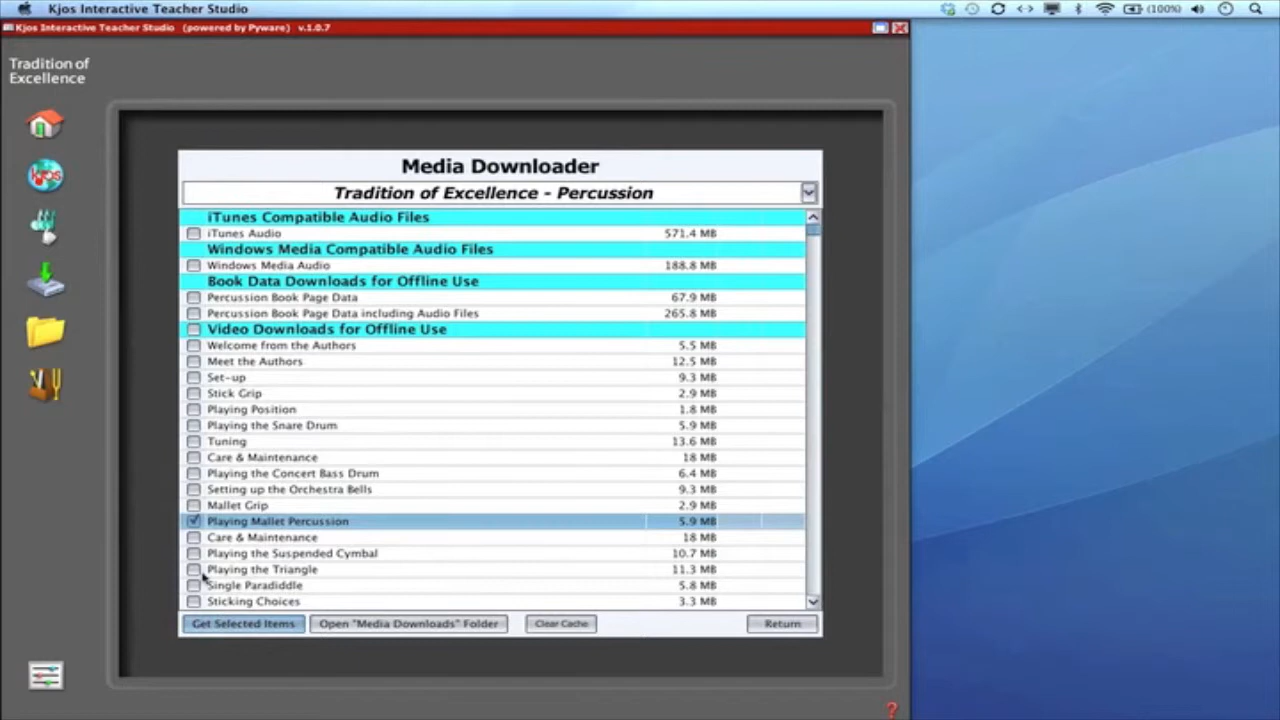 Kjos Interactive Teacher Studio
(100%)
Kjos Interactive Teacher Studio (powered by Pyware) v.1.0.7
Tradition of
Excellence
kjos
Media Downloader
Tradition of Excellence - Percussion
iTunes Compatible Audio Files
iTunes Audio 571.4 MB
Windows Media Compatible Audio Files
Windows Media Audio 188.8 MB
Book Data Downloads for Offline Use
Percussion Book Page Data 67.9 MB
Percussion Book Page Data including Audio Files 265.8 MB
Video Downloads for Offline Use
Welcome from the Authors 5.5 MB
Meet the Authors 12.5 MB
Set-up 9.3 MB
Stick Grip 2.9 MB
Playing Position 1.8 MB
Playing the Snare Drum 5.9 MB
Tuning 13.6 MB
Care & Maintenance 18 MB
Playing the Concert Bass Drum 6.4 MB
Setting up the Orchestra Bells 9.3 MB
Mallet Grip 2.9 MB
Playing Mallet Percussion 5.9 MB
Care & Maintenance 18 MB
Playing the Suspended Cymbal 10.7 MB
Playing the Triangle 11.3 MB
Single Paradiddle 5.8 MB
Sticking Choices 3.3 MB
Get Selected Items Open "Media Downloads" Folder Clear Cache Return
?